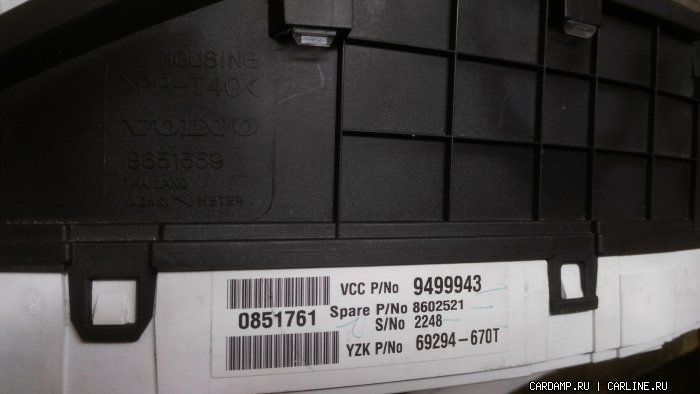 HOUSING
>PP-T40<
VOLVO
8651559
THAILAND
YAZAKI METER
VCC P/No 9499943
0851761
Spare P/No 8602521
S/No 2248
YZK P/No 69294-670T
CARDAMP.RU | CARLINE.RU